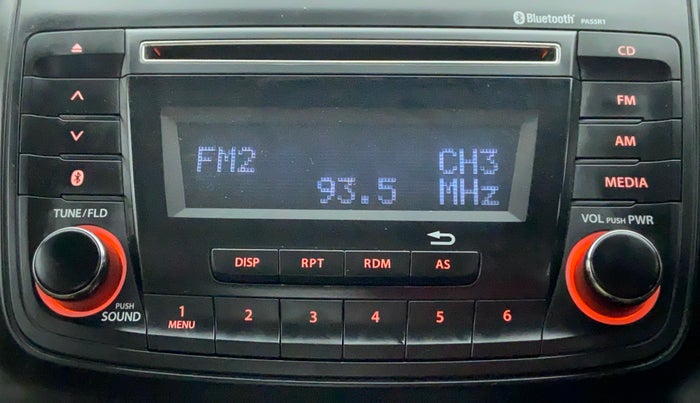 Bluetooth PA55R1
CD
FM
AM
MEDIA
FM2 CH3
93.5 MHz
TUNE/FLD
VOL PUSH PWR
DISP RPT RDM AS
PUSH
SOUND
1 2 3 4 5 6
MENU